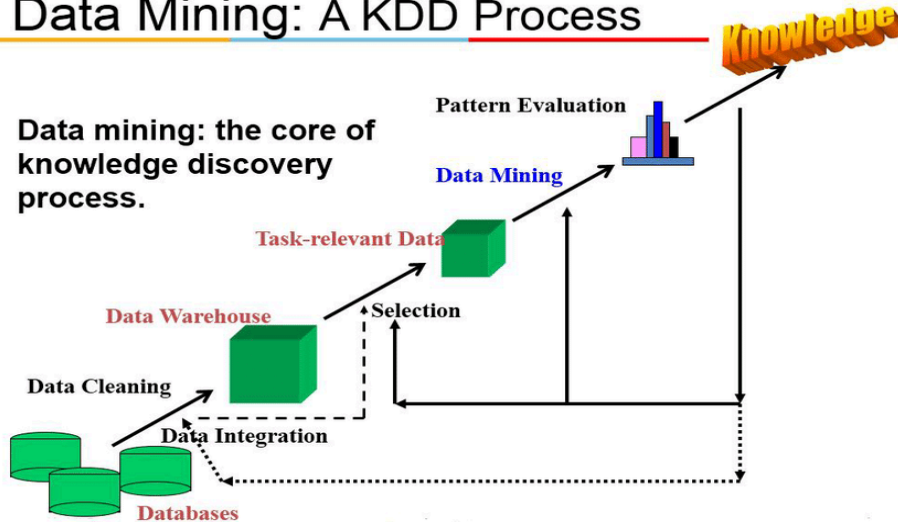 Data Mining: A KDD Process
Knowledge
Pattern Evaluation
Data mining: the core of
knowledge discovery
process.
Data Mining
Task-relevant Data
Selection
Data Warehouse
Data Cleaning
Data Integration
Databases